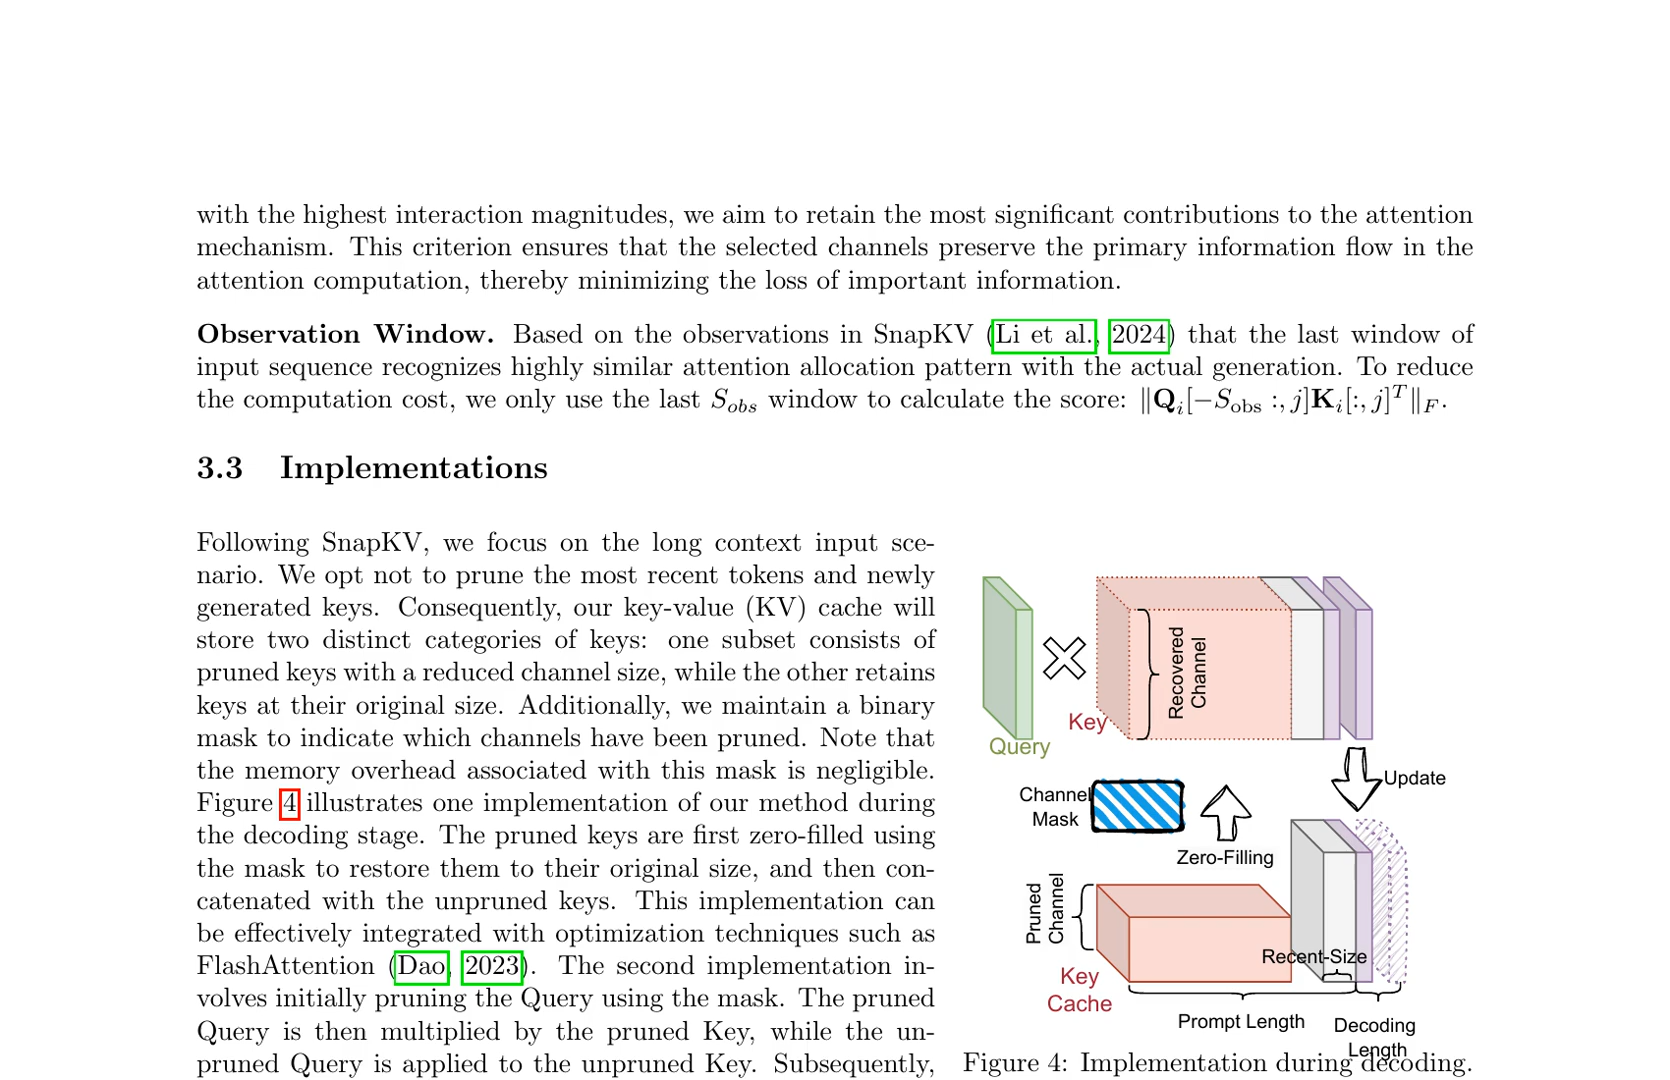 with the highest interaction magnitudes, we aim to retain the most significant contributions to the attention
mechanism. This criterion ensures that the selected channels preserve the primary information flow in the
attention computation, thereby minimizing the loss of important information.
Observation Window. Based on the observations in SnapKV (Li et al., 2024) that the last window of
input sequence recognizes highly similar attention allocation pattern with the actual generation. To reduce
the computation cost, we only use the last S_{obs} window to calculate the score: ‖Q_i[−S_{obs} :, j]K_i[:, j]^T‖_F.
3.3 Implementations
Following SnapKV, we focus on the long context input sce-
nario. We opt not to prune the most recent tokens and newly
generated keys. Consequently, our key-value (KV) cache will
store two distinct categories of keys: one subset consists of
pruned keys with a reduced channel size, while the other retains
keys at their original size. Additionally, we maintain a binary
mask to indicate which channels have been pruned. Note that
the memory overhead associated with this mask is negligible.
Figure 4 illustrates one implementation of our method during
the decoding stage. The pruned keys are first zero-filled using
the mask to restore them to their original size, and then con-
catenated with the unpruned keys. This implementation can
be effectively integrated with optimization techniques such as
FlashAttention (Dao, 2023). The second implementation in-
volves initially pruning the Query using the mask. The pruned
Query is then multiplied by the pruned Key, while the un-
pruned Query is applied to the unpruned Key. Subsequently,
Recovered
Channel
Key
Query
Update
Channel
Mask
Zero-Filling
Pruned
Channel
Recent-Size
Key
Cache
Prompt Length
Decoding
Length
Figure 4: Implementation during decoding.